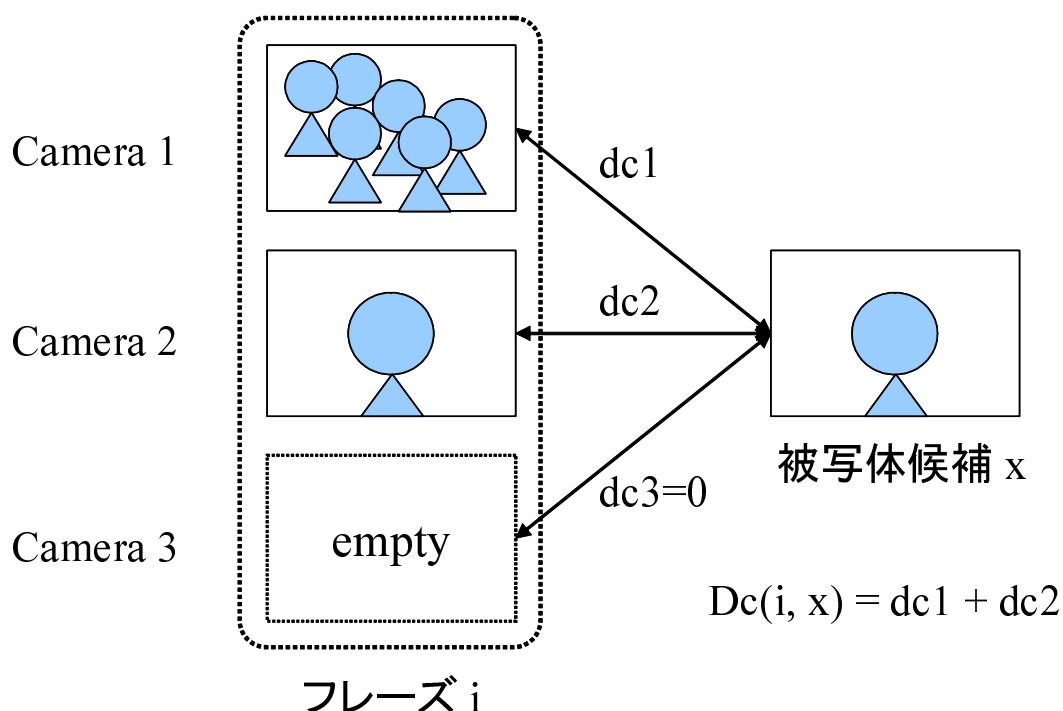 Camera 1
dc1
Camera 2
dc2
被写体候補 x
Camera 3
empty
dc3=0
Dc(i, x) = dc1 + dc2
フレーズ i